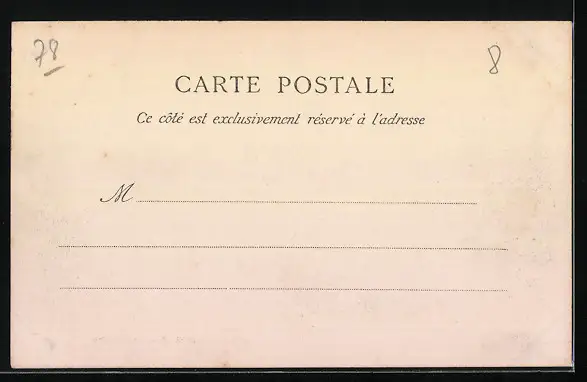 78
8
CARTE POSTALE
Ce côté est exclusivement réservé à l'adresse
M